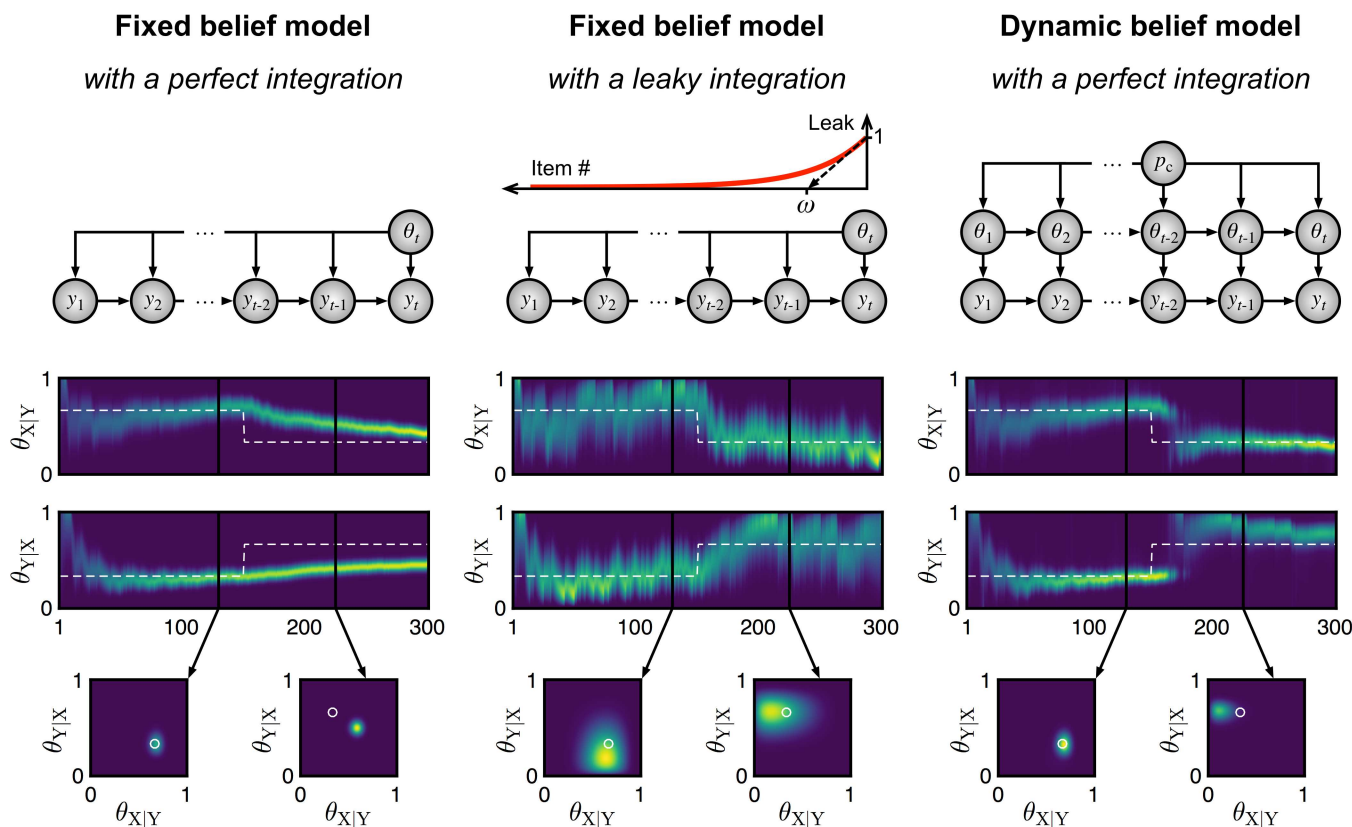 Fixed belief model
with a perfect integration
Fixed belief model
with a leaky integration
Dynamic belief model
with a perfect integration
Leak
1
Item #
ω
θt
y1 y2 ... yt-2 yt-1 yt
...
θt
y1 y2 ... yt-2 yt-1 yt
...
... pc
θ1 θ2 ... θt-2 θt-1 θt
y1 y2 ... yt-2 yt-1 yt
1
θX|Y
0
1
θX|Y
0
1
θX|Y
0
1
θY|X
0
1 100 200 300
1
θY|X
0
1 100 200 300
1
θY|X
0
1 100 200 300
1
θY|X
0
0 1
θX|Y
1
θY|X
0
0 1
θX|Y
1
θY|X
0
0 1
θX|Y
1
θY|X
0
0 1
θX|Y
1
θY|X
0
0 1
θX|Y
1
θY|X
0
0 1
θX|Y